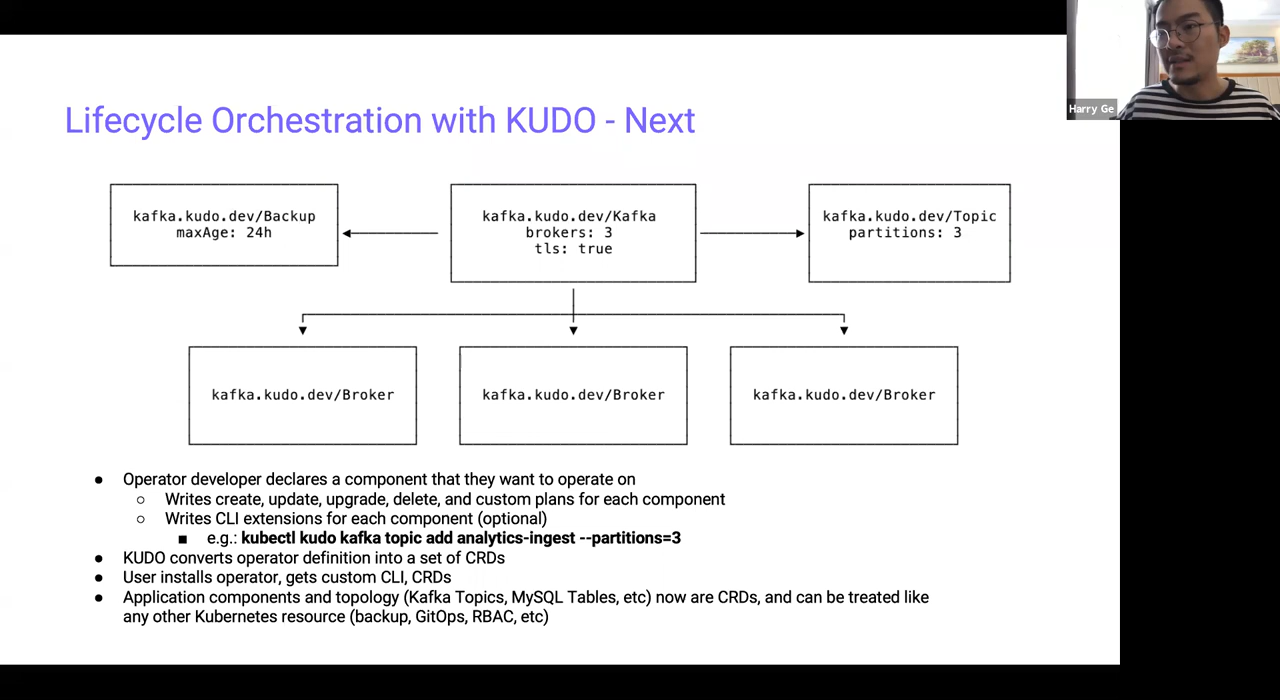 Harry Ge
Lifecycle Orchestration with KUDO - Next
kafka.kudo.dev/Backup
maxAge: 24h
kafka.kudo.dev/Kafka
brokers: 3
tls: true
kafka.kudo.dev/Topic
partitions: 3
kafka.kudo.dev/Broker
kafka.kudo.dev/Broker
kafka.kudo.dev/Broker
● Operator developer declares a component that they want to operate on
○ Writes create, update, upgrade, delete, and custom plans for each component
○ Writes CLI extensions for each component (optional)
■ e.g.: kubectl kudo kafka topic add analytics-ingest --partitions=3
● KUDO converts operator definition into a set of CRDs
● User installs operator, gets custom CLI, CRDs
● Application components and topology (Kafka Topics, MySQL Tables, etc) now are CRDs, and can be treated like
any other Kubernetes resource (backup, GitOps, RBAC, etc)